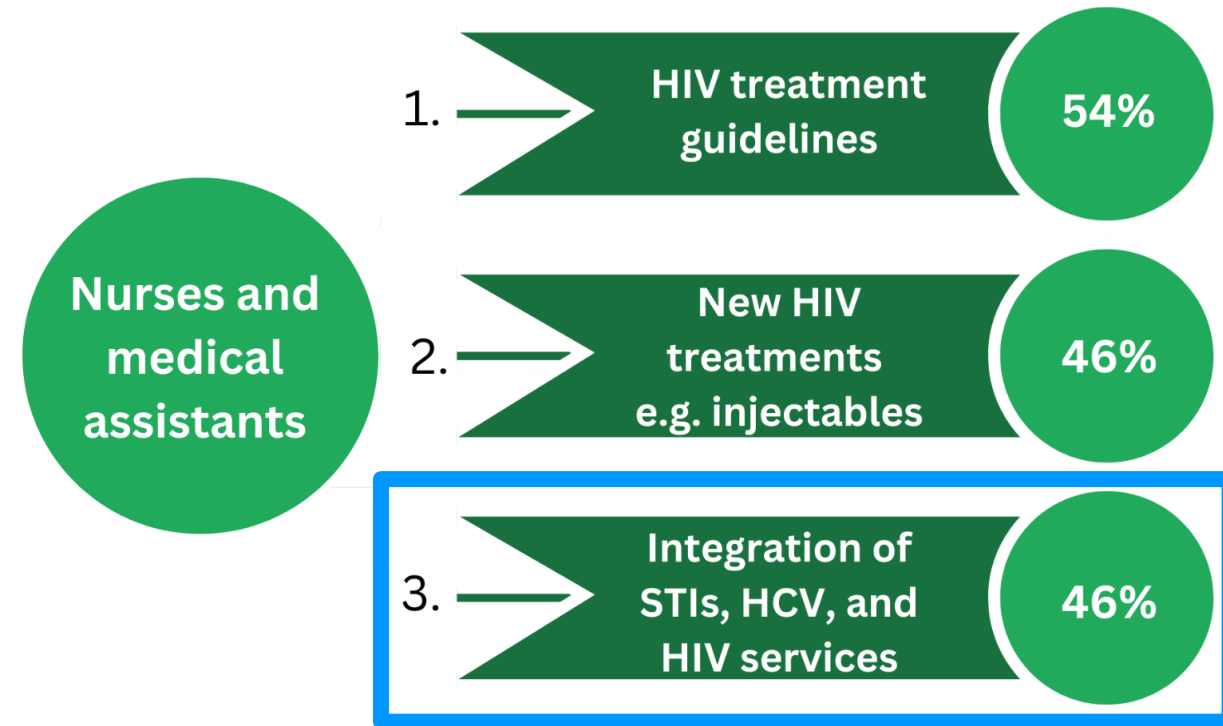 Nurses and
medical
assistants
1.
HIV treatment
guidelines
54%
2.
New HIV
treatments
e.g. injectables
46%
3.
Integration of
STIs, HCV, and
HIV services
46%